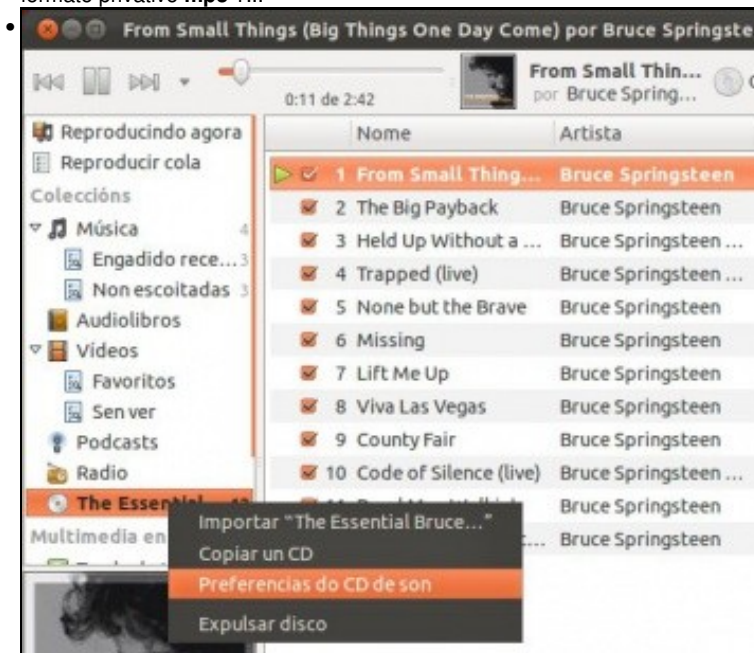 From Small Things (Big Things One Day Come) por Bruce Springste
0:11 de 2:42
From Small Thin...
por Bruce Spring...
Reproducindo agora
Reproducir cola
Coleccións
Música 4
Engadido rece... 3
Non escoitadas 3
Audiolibros
Vídeos
Favoritos
Sen ver
Podcasts
Radio
The Essential
Multimedia en
Nome Artista
1 From Small Thing... Bruce Springsteen
2 The Big Payback Bruce Springsteen
3 Held Up Without a ... Bruce Springsteen ...
4 Trapped (live) Bruce Springsteen ...
5 None but the Brave Bruce Springsteen
6 Missing Bruce Springsteen
7 Lift Me Up Bruce Springsteen
8 Viva Las Vegas Bruce Springsteen
9 County Fair Bruce Springsteen
10 Code of Silence (live) Bruce Springsteen ...
Bruce Springsteen
Bruce Springsteen
Importar "The Essential Bruce..."
Copiar un CD
Preferencias do CD de son
Expulsar disco